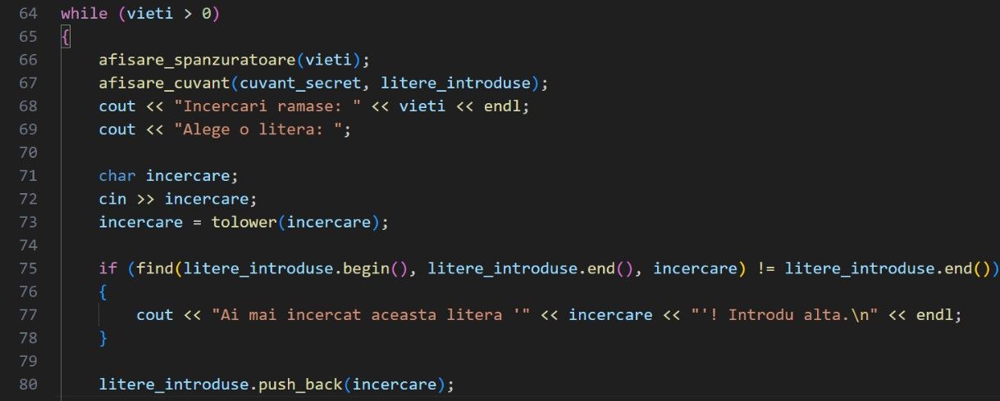 64 while (vieti > 0)
65 {
66     afisare_spanzuratoare(vieti);
67     afisare_cuvant(cuvant_secret, litere_introduse);
68     cout << "Incercari ramase: " << vieti << endl;
69     cout << "Alege o litera: ";
70
71     char incercare;
72     cin >> incercare;
73     incercare = tolower(incercare);
74
75     if (find(litere_introduse.begin(), litere_introduse.end(), incercare) != litere_introduse.end())
76     {
77         cout << "Ai mai incercat aceasta litera '" << incercare << "'! Introdu alta.\n" << endl;
78     }
79
80     litere_introduse.push_back(incercare);